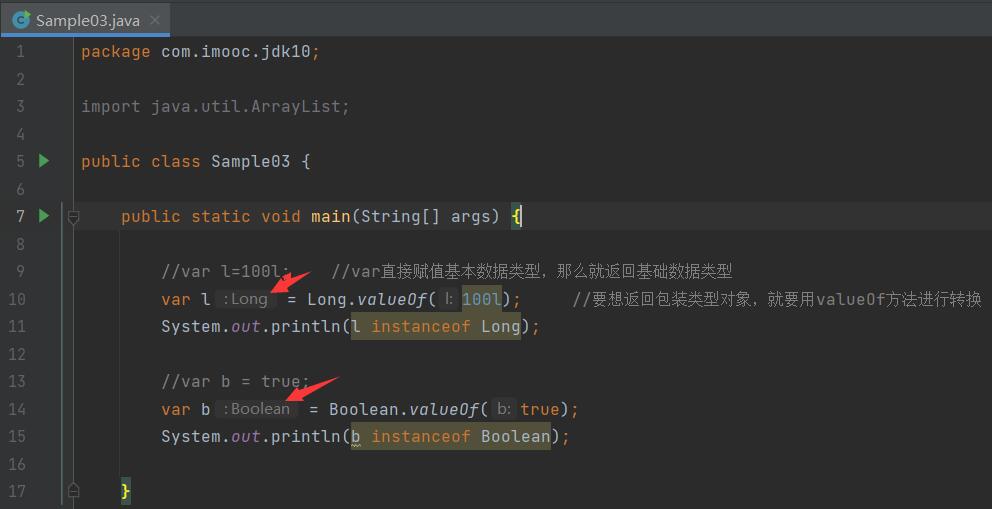 Sample03.java
1 package com.imooc.jdk10;
2
3 import java.util.ArrayList;
4
5 public class Sample03 {
6
7 public static void main(String[] args) {
8
9 //var l=100l; //var直接赋值基本数据类型，那么就返回基础数据类型
10 var l :Long = Long.valueOf( l: 100l); //要想返回包装类型对象，就要用valueOf方法进行转换
11 System.out.println(l instanceof Long);
12
13 //var b = true;
14 var b :Boolean = Boolean.valueOf( b: true);
15 System.out.println(b instanceof Boolean);
16
17 }